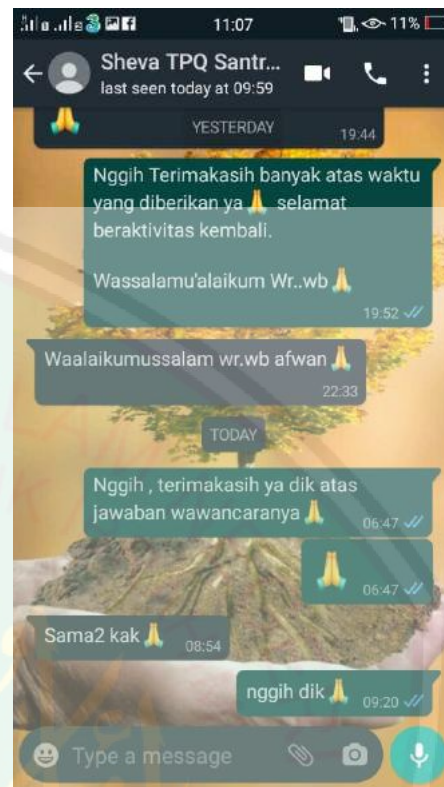 11:07
11%
Sheva TPQ Santr...
last seen today at 09:59
YESTERDAY
🙏 19:44
Nggih Terimakasih banyak atas waktu
yang diberikan ya 🙏 selamat
beraktivitas kembali.
Wassalamu'alaikum Wr..wb 🙏
19:52
Waalaikumussalam wr,wb afwan 🙏
22:33
TODAY
Nggih , terimakasih ya dik atas
jawaban wawancaranya 🙏 06:47
🙏 06:47
Sama2 kak 🙏 08:54
nggih dik 🙏 09:20
Type a message